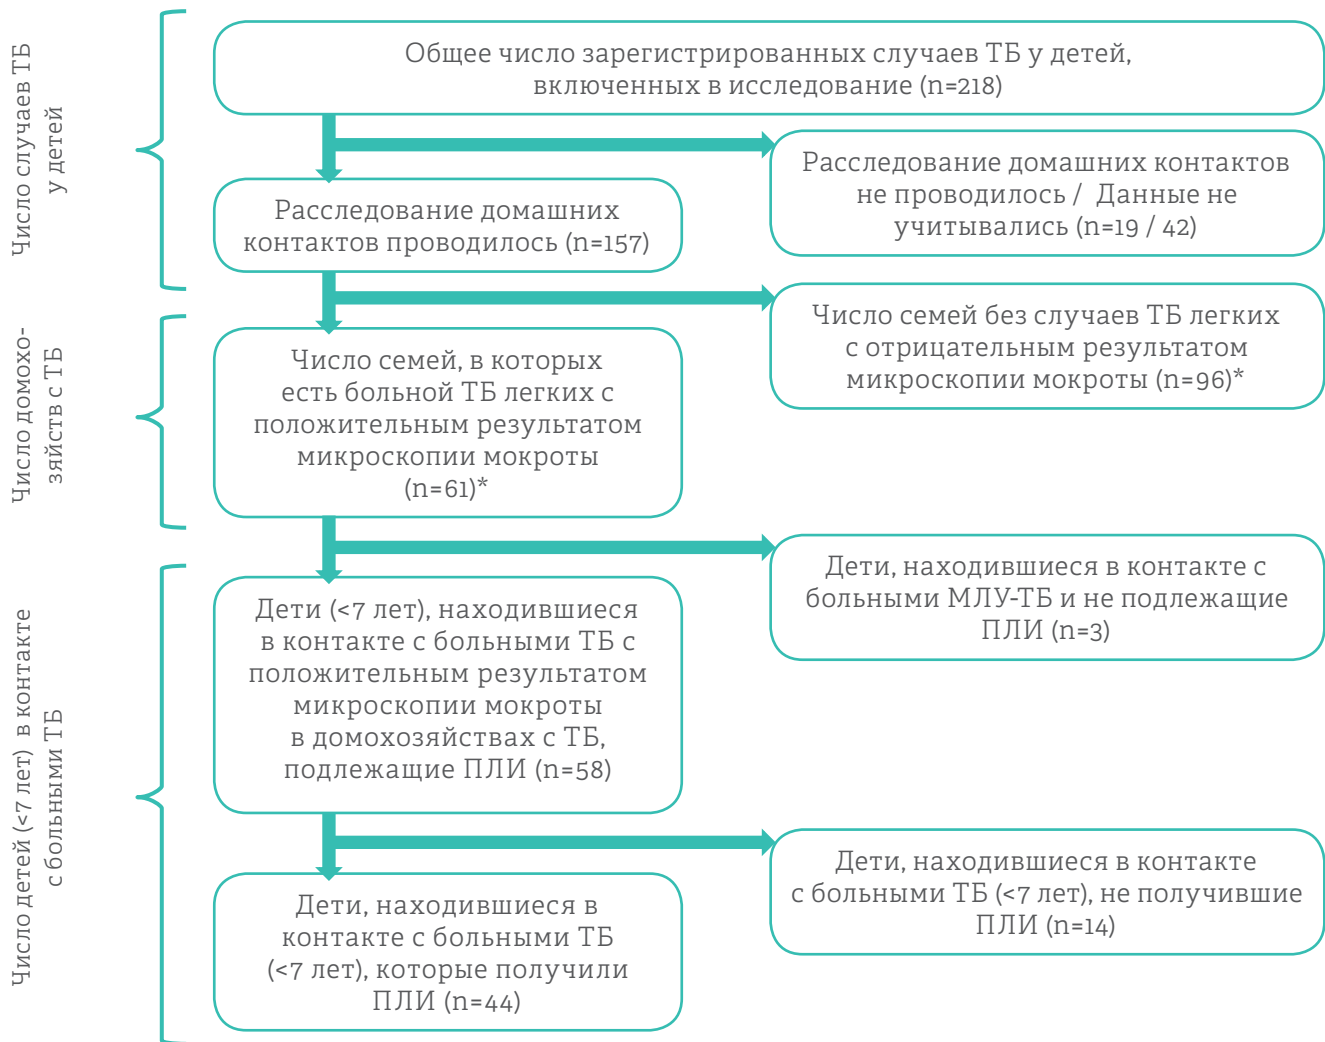 Число случаев ТБ
у детей
Общее число зарегистрированных случаев ТБ у детей,
включенных в исследование (n=218)
Расследование домашних
контактов проводилось (n=157)
Расследование домашних контактов
не проводилось / Данные не
учитывались (n=19 / 42)
Число домохо-
зяйств с ТБ
Число семей, в которых
есть больной ТБ легких с
положительным результатом
микроскопии мокроты
(n=61)*
Число семей без случаев ТБ легких
с отрицательным результатом
микроскопии мокроты (n=96)*
Число детей (<7 лет) в контакте
с больными ТБ
Дети (<7 лет), находившиеся
в контакте с больными ТБ с
положительным результатом
микроскопии мокроты
в домохозяйствах с ТБ,
подлежащие ПЛИ (n=58)
Дети, находившиеся в контакте с
больными МЛУ-ТБ и не подлежащие
ПЛИ (n=3)
Дети, находившиеся в
контакте с больными ТБ
(<7 лет), которые получили
ПЛИ (n=44)
Дети, находившиеся в контакте
с больными ТБ (<7 лет), не получившие
ПЛИ (n=14)